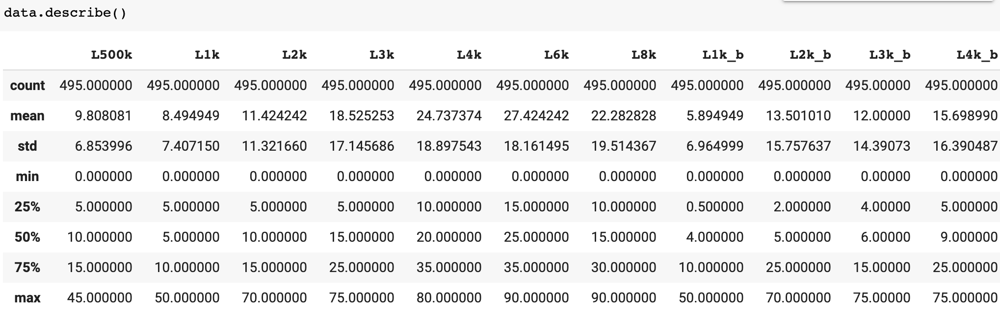 data.describe()
L500k L1k L2k L3k L4k L6k L8k L1k_b L2k_b L3k_b L4k_b
count 495.000000 495.000000 495.000000 495.000000 495.000000 495.000000 495.000000 495.000000 495.000000 495.00000 495.000000
mean 9.808081 8.494949 11.424242 18.525253 24.737374 27.424242 22.282828 5.894949 13.501010 12.00000 15.698990
std 6.853996 7.407150 11.321660 17.145686 18.897543 18.161495 19.514367 6.964999 15.757637 14.39073 16.390487
min 0.000000 0.000000 0.000000 0.000000 0.000000 0.000000 0.000000 0.000000 0.000000 0.00000 0.000000
25% 5.000000 5.000000 5.000000 5.000000 10.000000 15.000000 10.000000 0.500000 2.000000 4.00000 5.000000
50% 10.000000 5.000000 10.000000 15.000000 20.000000 25.000000 15.000000 4.000000 5.000000 6.00000 9.000000
75% 15.000000 10.000000 15.000000 25.000000 35.000000 35.000000 30.000000 10.000000 25.000000 15.00000 25.000000
max 45.000000 50.000000 70.000000 75.000000 80.000000 90.000000 90.000000 50.000000 70.000000 75.00000 75.000000